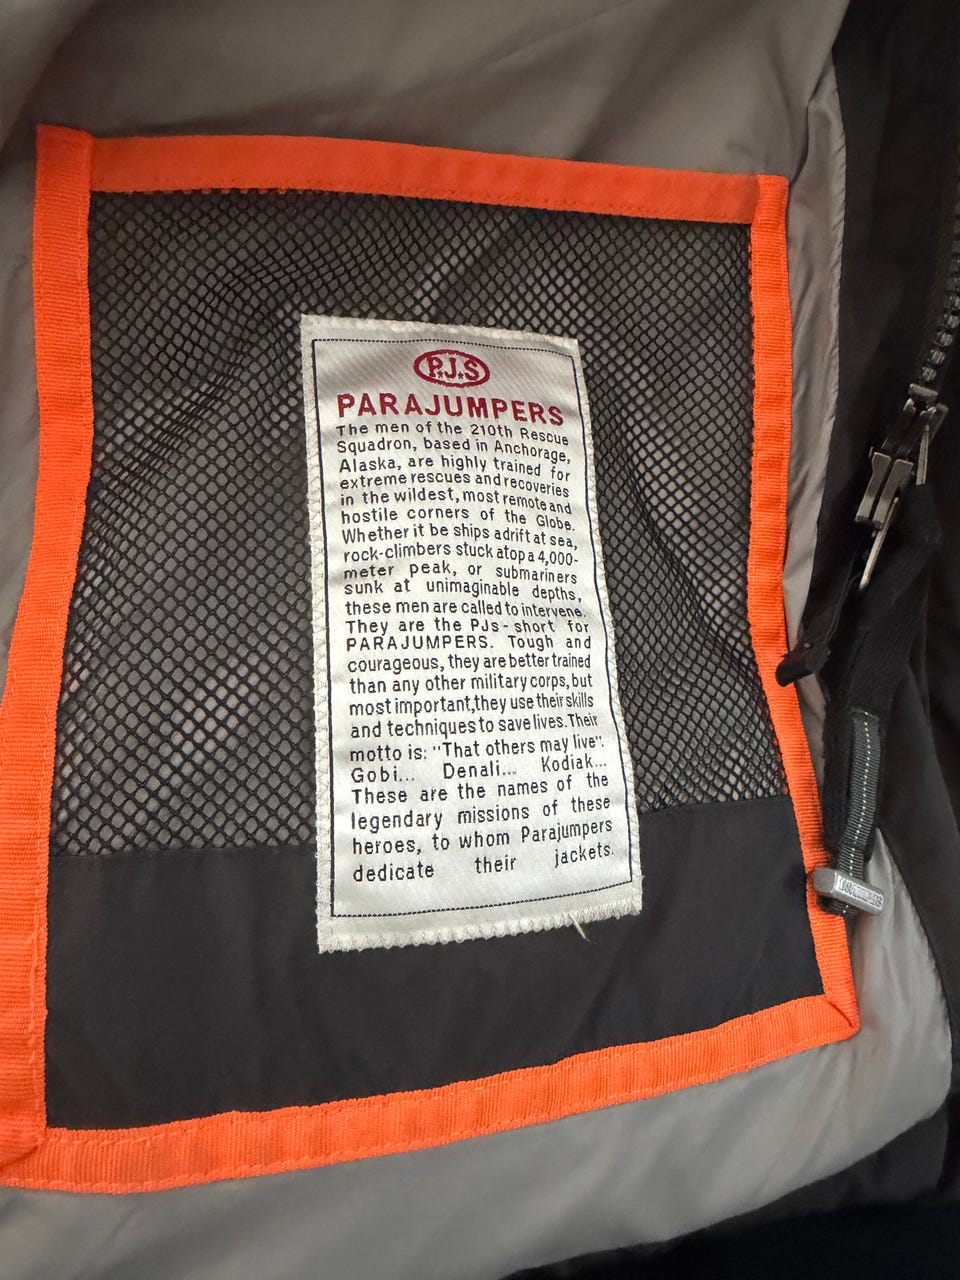 P.J.S
PARAJUMPERS
The men of the 210th Rescue
Squadron, based in Anchorage,
Alaska, are highly trained for
extreme rescues and recoveries
in the wildest, most remote and
hostile corners of the Globe.
Whether it be ships adrift at sea,
rock-climbers stuck atop a 4,000-
meter peak, or submariners
sunk at unimaginable depths,
these men are called to intervene.
They are the PJs - short for
PARAJUMPERS. Tough and
courageous, they are better trained
than any other military corps, but
most important, they use their skills
and techniques to save lives. Their
motto is: "That others may live".
Gobi... Denali... Kodiak...
These are the names of the
legendary missions of these
heroes, to whom Parajumpers
dedicate their jackets.